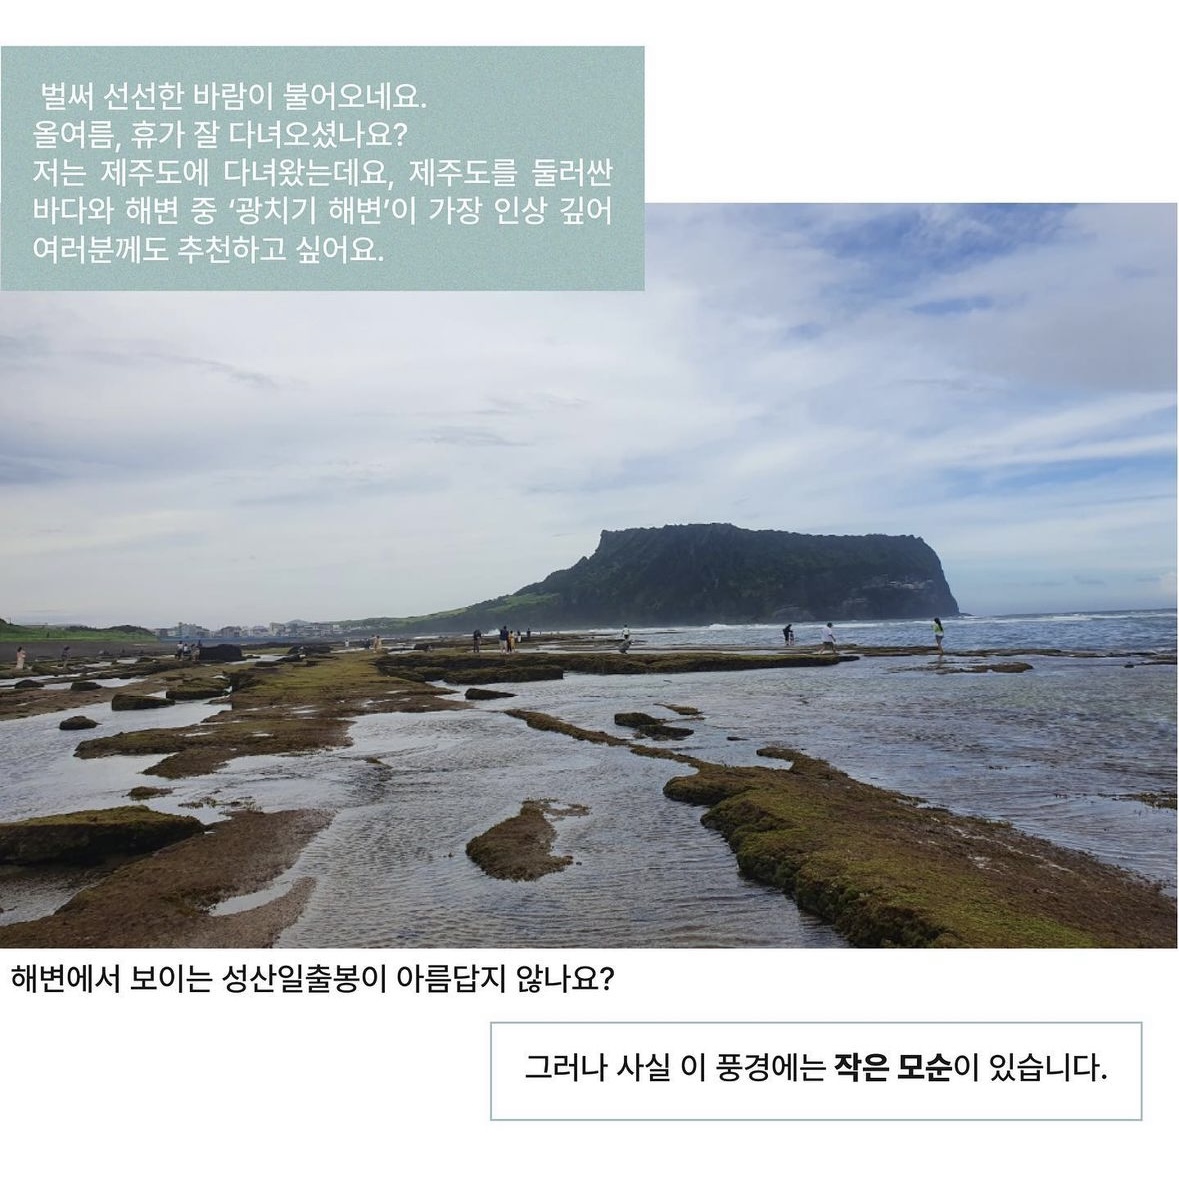 벌써 선선한 바람이 불어오네요.
올여름, 휴가 잘 다녀오셨나요?
저는 제주도에 다녀왔는데요, 제주도를 둘러싼
바다와 해변 중 ‘광치기 해변’이 가장 인상 깊어
여러분께도 추천하고 싶어요.
해변에서 보이는 성산일출봉이 아름답지 않나요?
그러나 사실 이 풍경에는 작은 모순이 있습니다.